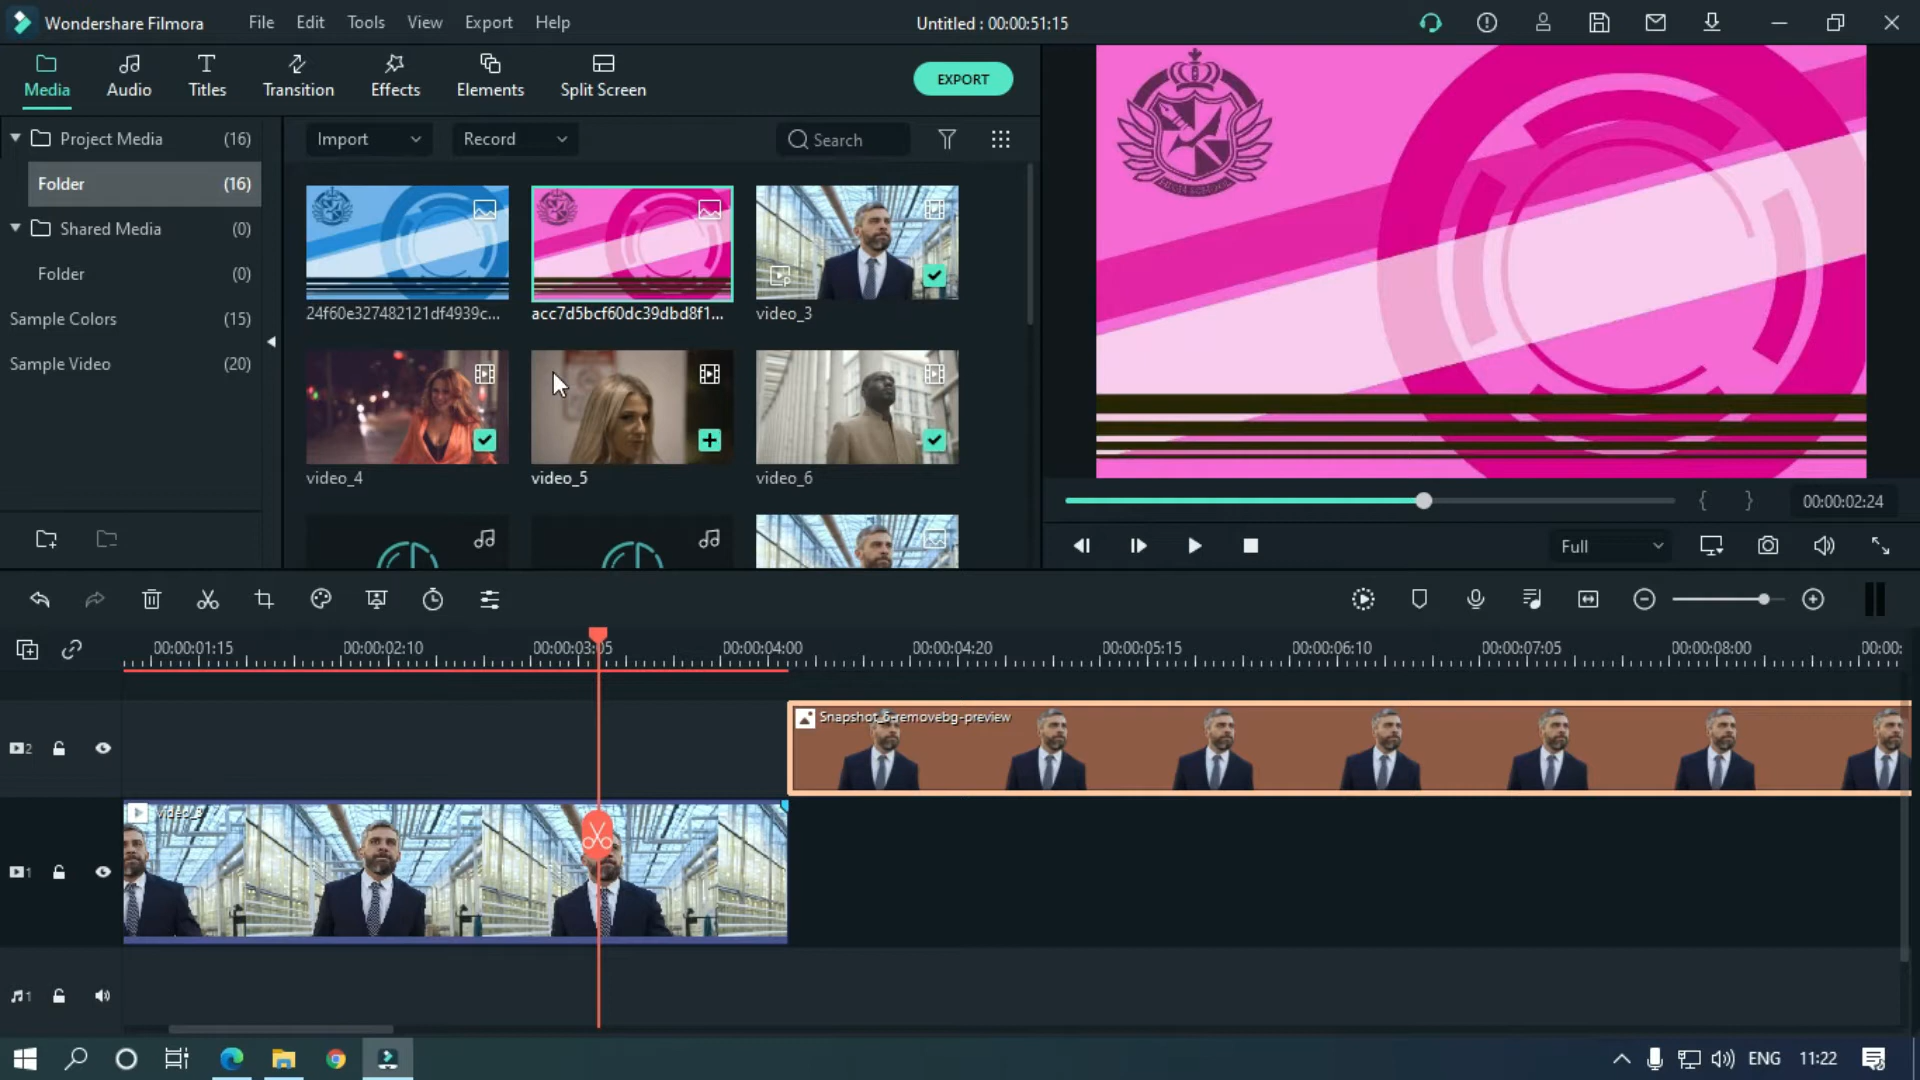 Wondershare Filmora File Edit Tools View Export Help Untitled : 00:00:51:15
Media Audio Titles Transition Effects Elements Split Screen EXPORT
Project Media (16)
Folder (16)
Shared Media (0)
Folder (0)
Sample Colors (15)
Sample Video (20)
Import Record Search
24f60e327482121df4939c... acc7d5bcf60dc39dbd8f1... video_3
video_4 video_5 video_6
HIGH SCHOOL
00:00:02:24
Full
00:00:01:15 00:00:02:10 00:00:03:05 00:00:04:00 00:00:04:20 00:00:05:15 00:00:06:10 00:00:07:05 00:00:08:00 00:00:
2 Snapshot_6-removebg-preview
1 video_3
1
ENG 11:22